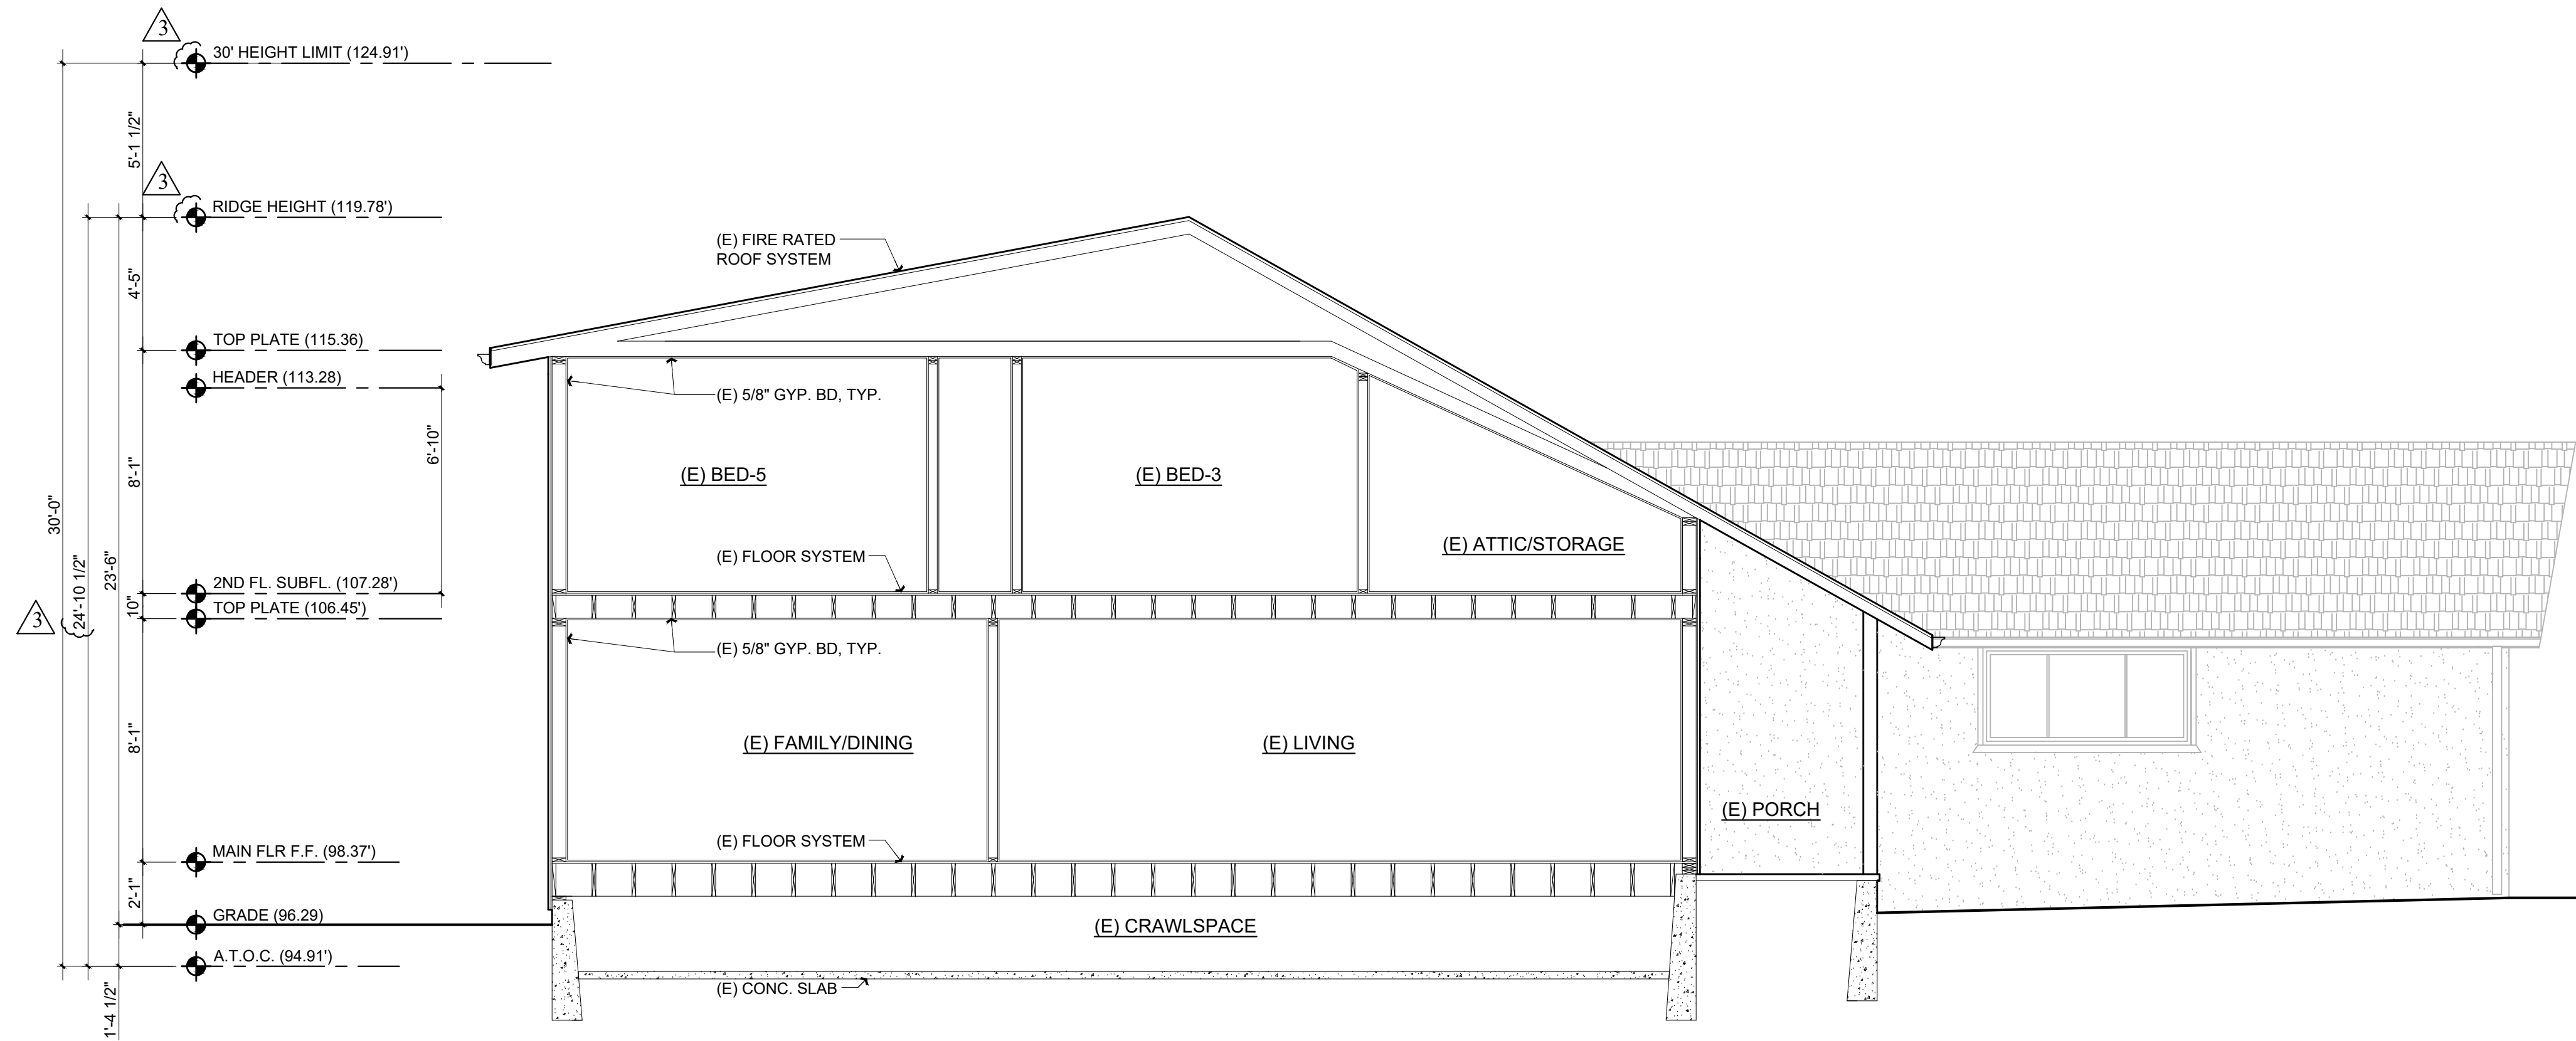 3
30' HEIGHT LIMIT (124.91')
5'-1 1/2"
3
RIDGE HEIGHT (119.78')
(E) FIRE RATED
ROOF SYSTEM
4'-5"
TOP PLATE (115.36)
HEADER (113.28)
(E) 5/8" GYP. BD, TYP.
6'-10"
8'-1"
(E) BED-5
(E) BED-3
30'-0"
(E) ATTIC/STORAGE
(E) FLOOR SYSTEM
24'-10 1/2"
23'-6"
2ND FL. SUBFL. (107.28')
10"
TOP PLATE (106.45')
3
(E) 5/8" GYP. BD, TYP.
8'-1"
(E) FAMILY/DINING
(E) LIVING
(E) PORCH
(E) FLOOR SYSTEM
MAIN FLR F.F. (98.37')
2'-1"
GRADE (96.29)
(E) CRAWLSPACE
A.T.O.C. (94.91')
(E) CONC. SLAB
1'-4 1/2"